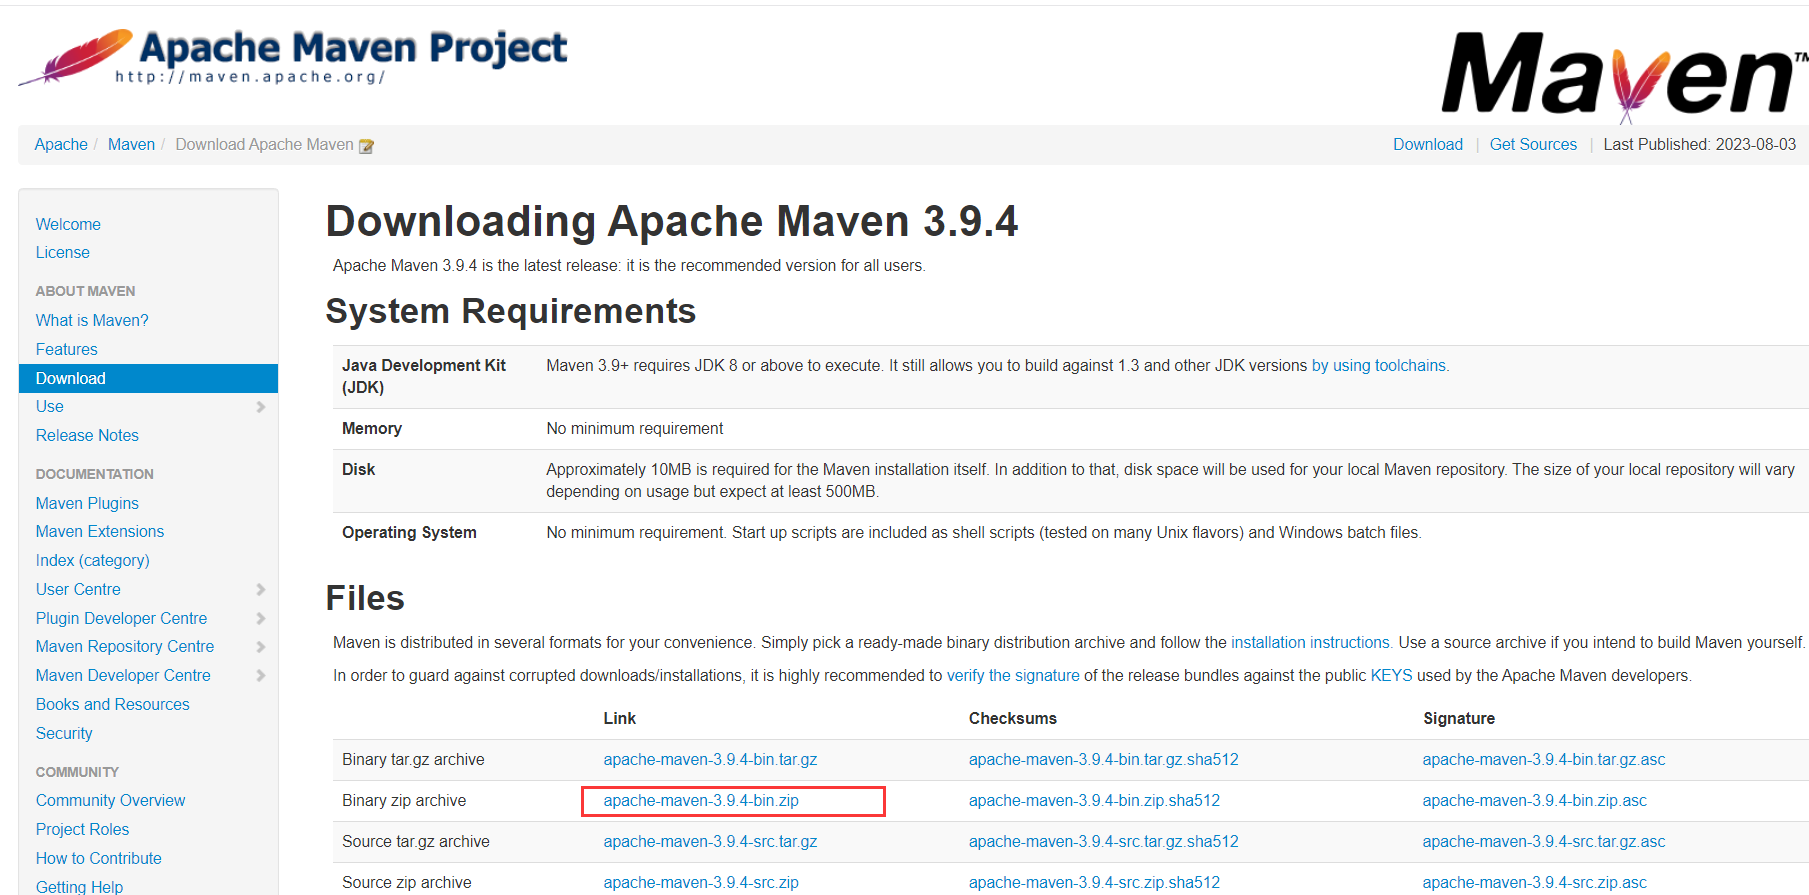 Apache Maven Project
http://maven.apache.org/
Maven™
Apache / Maven / Download Apache Maven
Download | Get Sources | Last Published: 2023-08-03
Welcome
License
ABOUT MAVEN
What is Maven?
Features
Download
Use
Release Notes
DOCUMENTATION
Maven Plugins
Maven Extensions
Index (category)
User Centre
Plugin Developer Centre
Maven Repository Centre
Maven Developer Centre
Books and Resources
Security
COMMUNITY
Community Overview
Project Roles
How to Contribute
Getting Help
Downloading Apache Maven 3.9.4
Apache Maven 3.9.4 is the latest release: it is the recommended version for all users.
System Requirements
Java Development Kit (JDK) Maven 3.9+ requires JDK 8 or above to execute. It still allows you to build against 1.3 and other JDK versions by using toolchains.
Memory No minimum requirement
Disk Approximately 10MB is required for the Maven installation itself. In addition to that, disk space will be used for your local Maven repository. The size of your local repository will vary
depending on usage but expect at least 500MB.
Operating System No minimum requirement. Start up scripts are included as shell scripts (tested on many Unix flavors) and Windows batch files.
Files
Maven is distributed in several formats for your convenience. Simply pick a ready-made binary distribution archive and follow the installation instructions. Use a source archive if you intend to build Maven yourself.
In order to guard against corrupted downloads/installations, it is highly recommended to verify the signature of the release bundles against the public KEYS used by the Apache Maven developers.
Link Checksums Signature
Binary tar.gz archive apache-maven-3.9.4-bin.tar.gz apache-maven-3.9.4-bin.tar.gz.sha512 apache-maven-3.9.4-bin.tar.gz.asc
Binary zip archive apache-maven-3.9.4-bin.zip apache-maven-3.9.4-bin.zip.sha512 apache-maven-3.9.4-bin.zip.asc
Source tar.gz archive apache-maven-3.9.4-src.tar.gz apache-maven-3.9.4-src.tar.gz.sha512 apache-maven-3.9.4-src.tar.gz.asc
Source zip archive apache-maven-3.9.4-src.zip apache-maven-3.9.4-src.zip.sha512 apache-maven-3.9.4-src.zip.asc